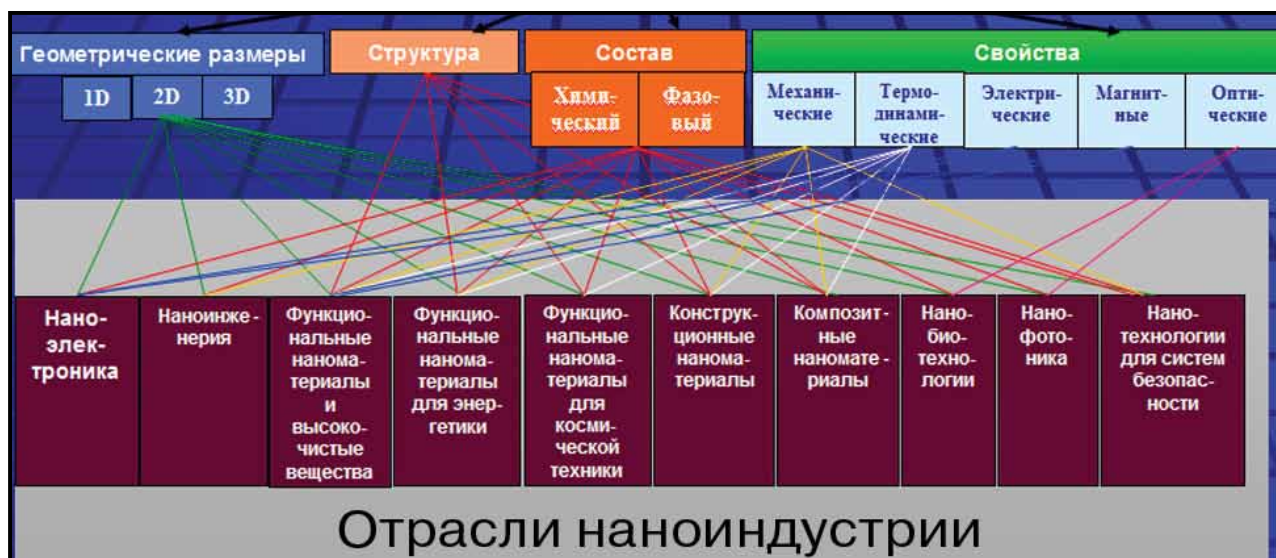 Геометрические размеры
Структура
Состав
Свойства
1D
2D
3D
Хими-
ческий
Фазо-
вый
Механи-
ческие
Термо-
динами-
ческие
Электри-
ческие
Магнит-
ные
Опти-
ческие
Нано-
элек-
троника
Наноинже-
нерия
Функцио-
нальные
нанома-
териалы
и
высоко-
чистые
вещества
Функцио-
нальные
нанома-
териалы
для энер-
гетики
Функцио-
нальные
нанома-
териалы
для
косми-
ческой
техники
Конструк-
ционные
нанома-
териалы
Композит-
ные
наномате-
риалы
Нано-
био-
техно-
логии
Нано-
фото-
ника
Нано-
технологии
для систем
безопас-
ности
Отрасли наноиндустрии